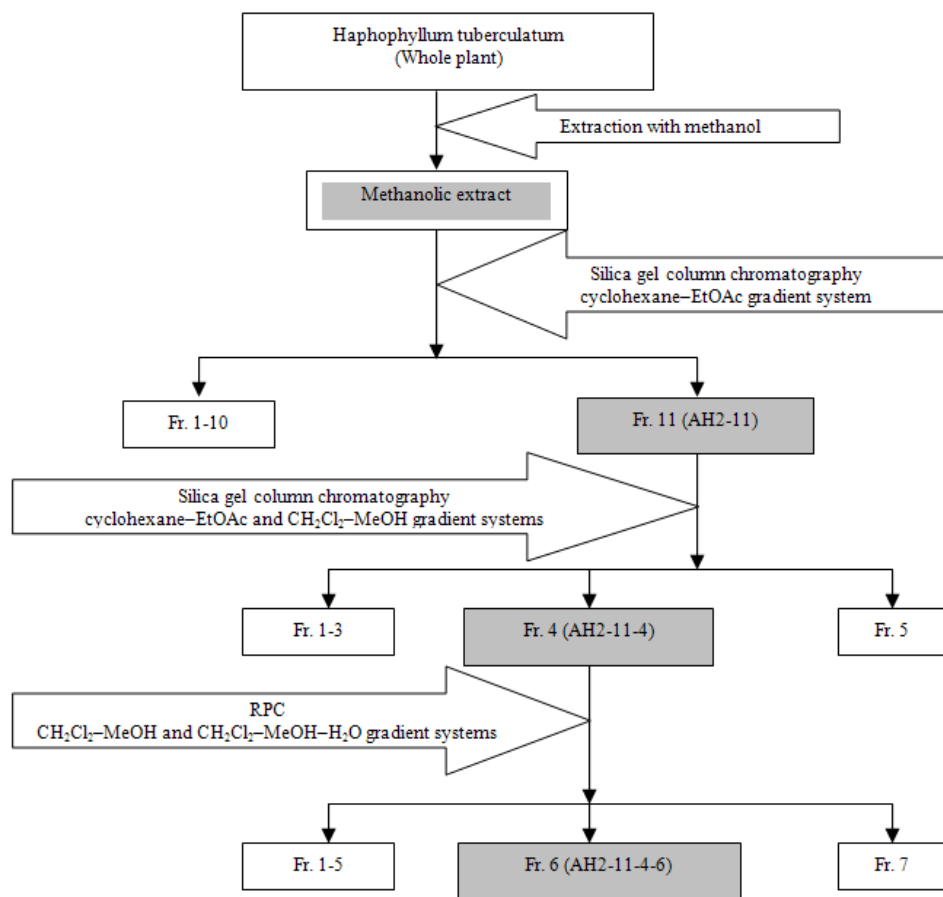 Haphophyllum tuberculatum
(Whole plant)
Extraction with methanol
Methanolic extract
Silica gel column chromatography
cyclohexane–EtOAc gradient system
Fr. 1-10
Fr. 11 (AH2-11)
Silica gel column chromatography
cyclohexane–EtOAc and CH₂Cl₂–MeOH gradient systems
Fr. 1-3
Fr. 4 (AH2-11-4)
Fr. 5
RPC
CH₂Cl₂–MeOH and CH₂Cl₂–MeOH–H₂O gradient systems
Fr. 1-5
Fr. 6 (AH2-11-4-6)
Fr. 7